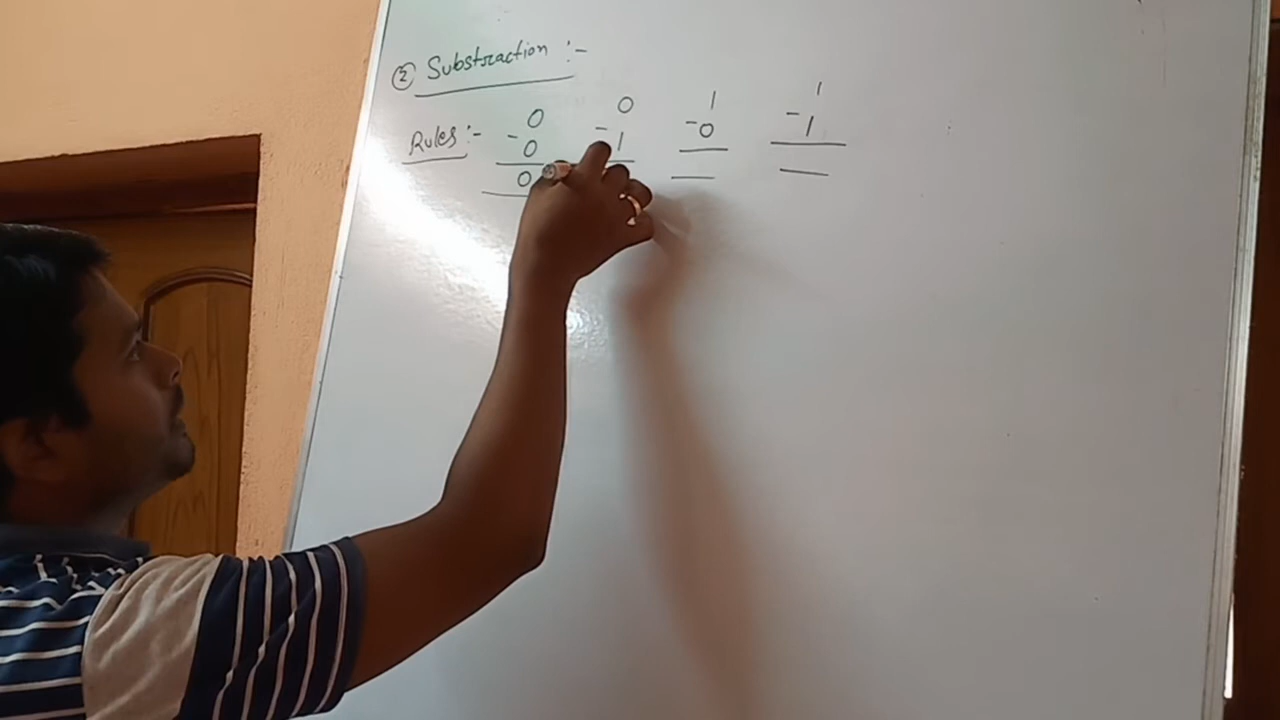 ② Substraction :-
Rules :- 0 0 1 1
- 0 - 1 - 0 - 1
0